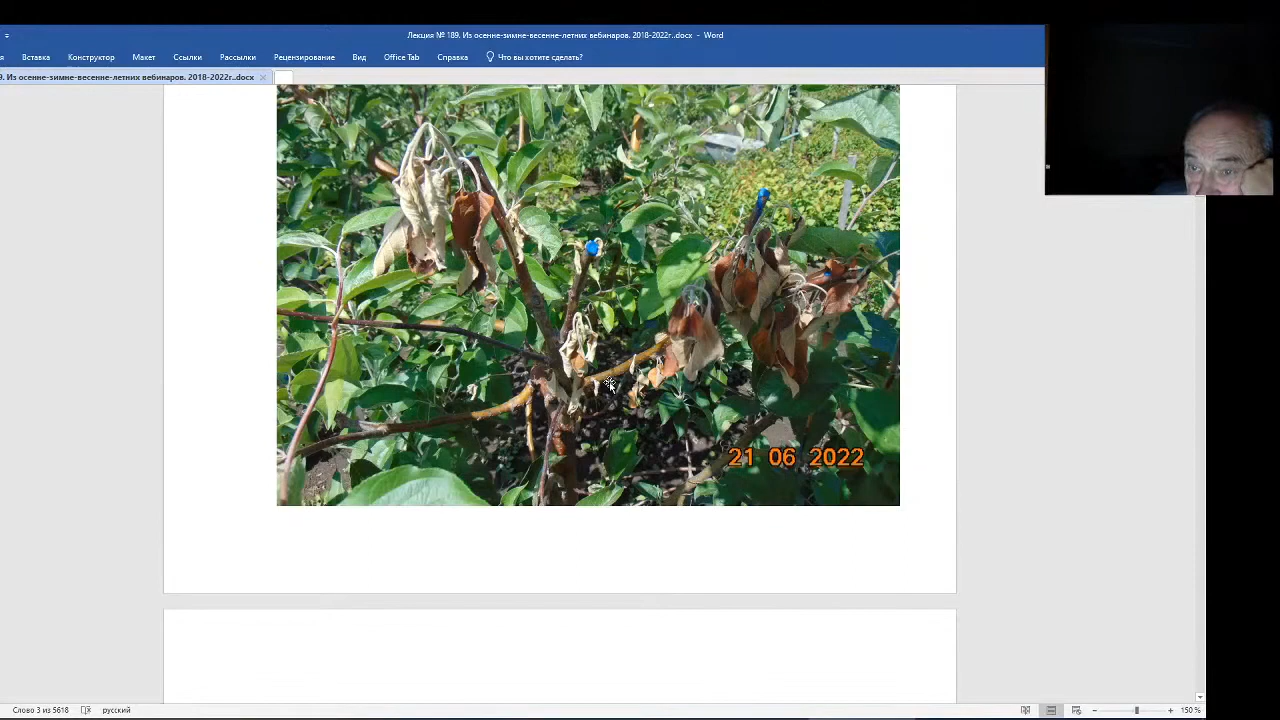 Лекция № 189. Из осенне-зимне-весенне-летних вебинаров. 2018-2022г..docx - Word
Вставка Конструктор Макет Ссылки Рассылки Рецензирование Вид Office Tab Справка Что вы хотите сделать?
9. Из осенне-зимне-весенне-летних вебинаров. 2018-2022г..docx
21 06 2022
Слово 3 из 5618 русский 150 %